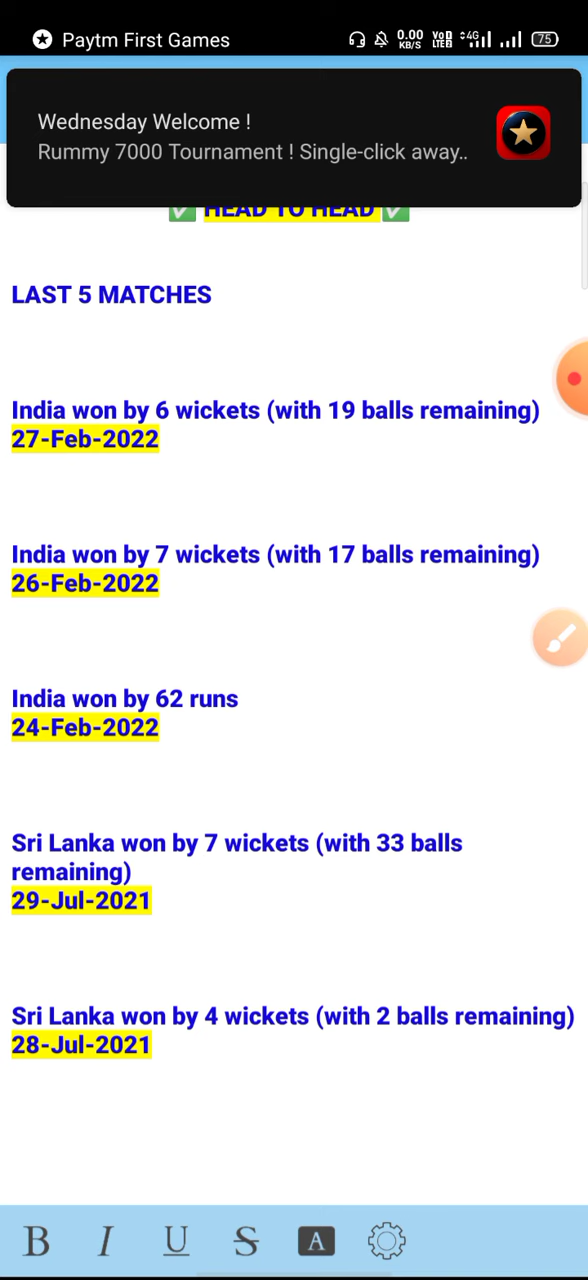 Paytm First Games 0.00 KB/S VoD LTEB 4G 75
Wednesday Welcome !
Rummy 7000 Tournament ! Single-click away..
HEAD TO HEAD
LAST 5 MATCHES
India won by 6 wickets (with 19 balls remaining)
27-Feb-2022
India won by 7 wickets (with 17 balls remaining)
26-Feb-2022
India won by 62 runs
24-Feb-2022
Sri Lanka won by 7 wickets (with 33 balls
remaining)
29-Jul-2021
Sri Lanka won by 4 wickets (with 2 balls remaining)
28-Jul-2021
B I U S A